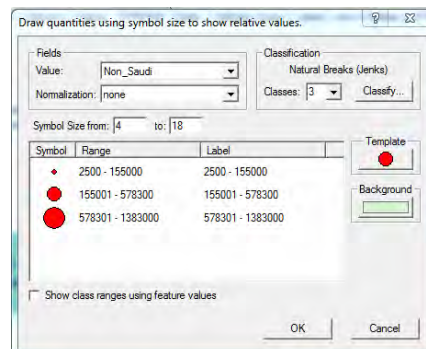 Draw quantities using symbol size to show relative values.
Fields
Value: Non_Saudi
Normalization: none
Classification
Natural Breaks (Jenks)
Classes: 3 Classify...
Symbol Size from: 4 to: 18
Symbol Range Label
2500 - 155000 2500 - 155000
155001 - 578300 155001 - 578300
578301 - 1383000 578301 - 1383000
Template
Background
Show class ranges using feature values
OK Cancel